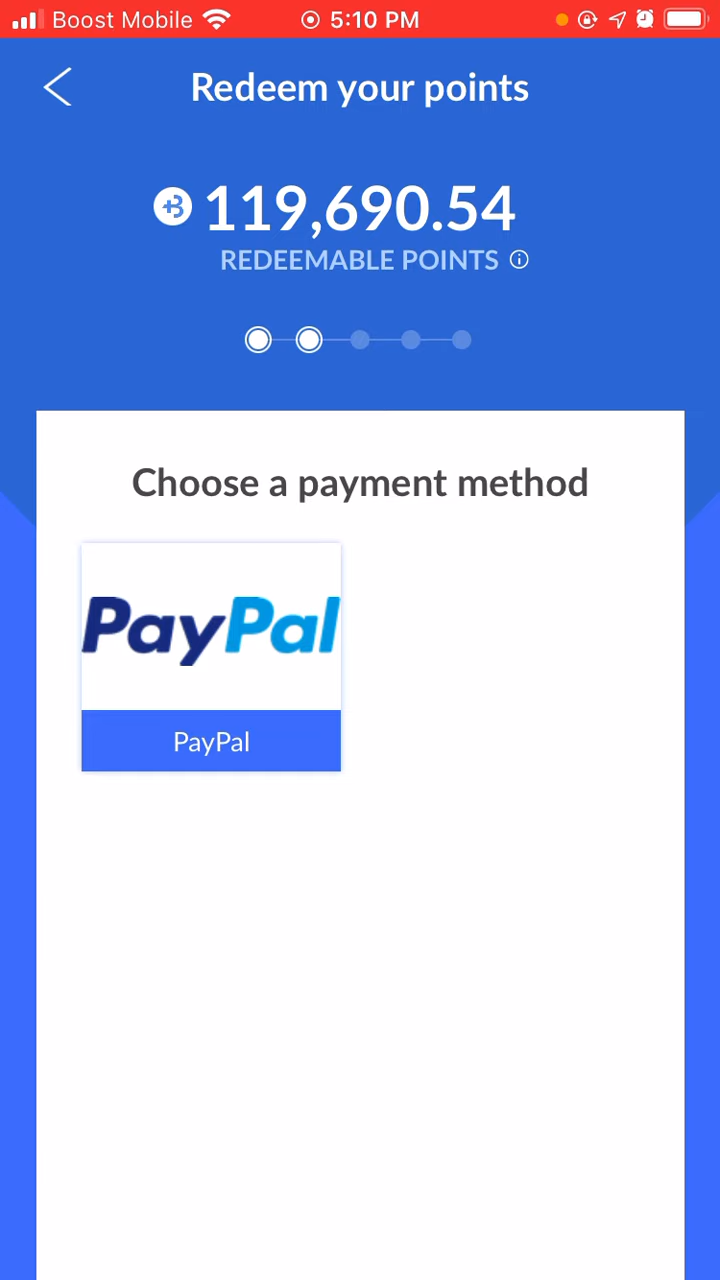 Boost Mobile 5:10 PM
Redeem your points
119,690.54
REDEEMABLE POINTS
Choose a payment method
PayPal
PayPal